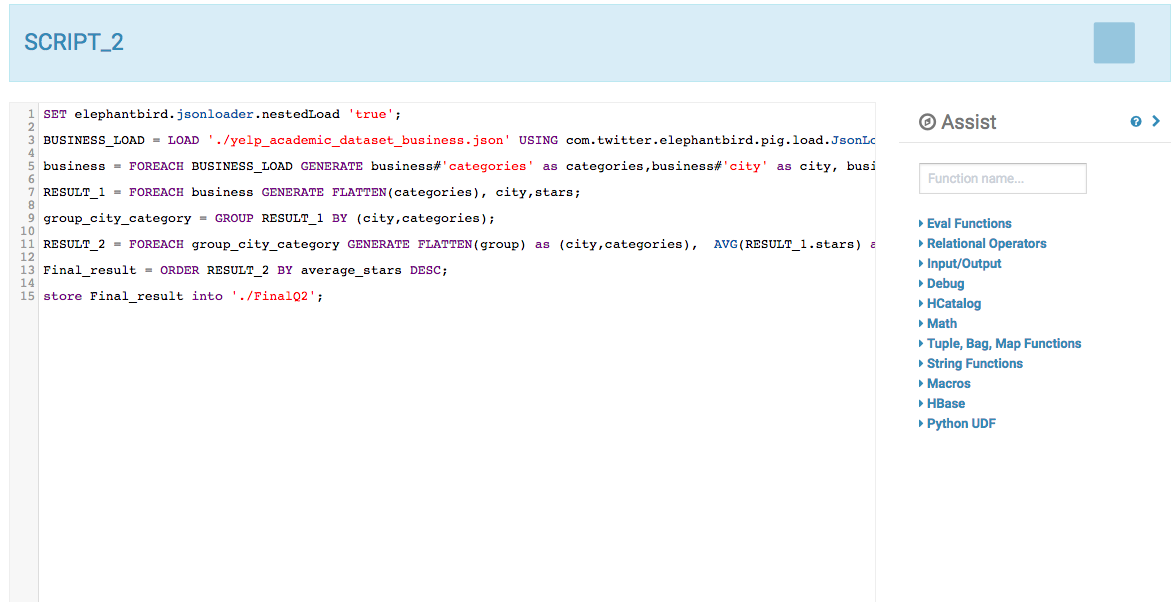 SCRIPT_2
1 SET elephantbird.jsonloader.nestedLoad 'true';
2
3 BUSINESS_LOAD = LOAD './yelp_academic_dataset_business.json' USING com.twitter.elephantbird.pig.load.JsonLo
4
5 business = FOREACH BUSINESS_LOAD GENERATE business#'categories' as categories,business#'city' as city, busi
6
7 RESULT_1 = FOREACH business GENERATE FLATTEN(categories), city,stars;
8
9 group_city_category = GROUP RESULT_1 BY (city,categories);
10
11 RESULT_2 = FOREACH group_city_category GENERATE FLATTEN(group) as (city,categories),  AVG(RESULT_1.stars) a
12
13 Final_result = ORDER RESULT_2 BY average_stars DESC;
14
15 store Final_result into './FinalQ2';
Assist
Function name...
Eval Functions
Relational Operators
Input/Output
Debug
HCatalog
Math
Tuple, Bag, Map Functions
String Functions
Macros
HBase
Python UDF